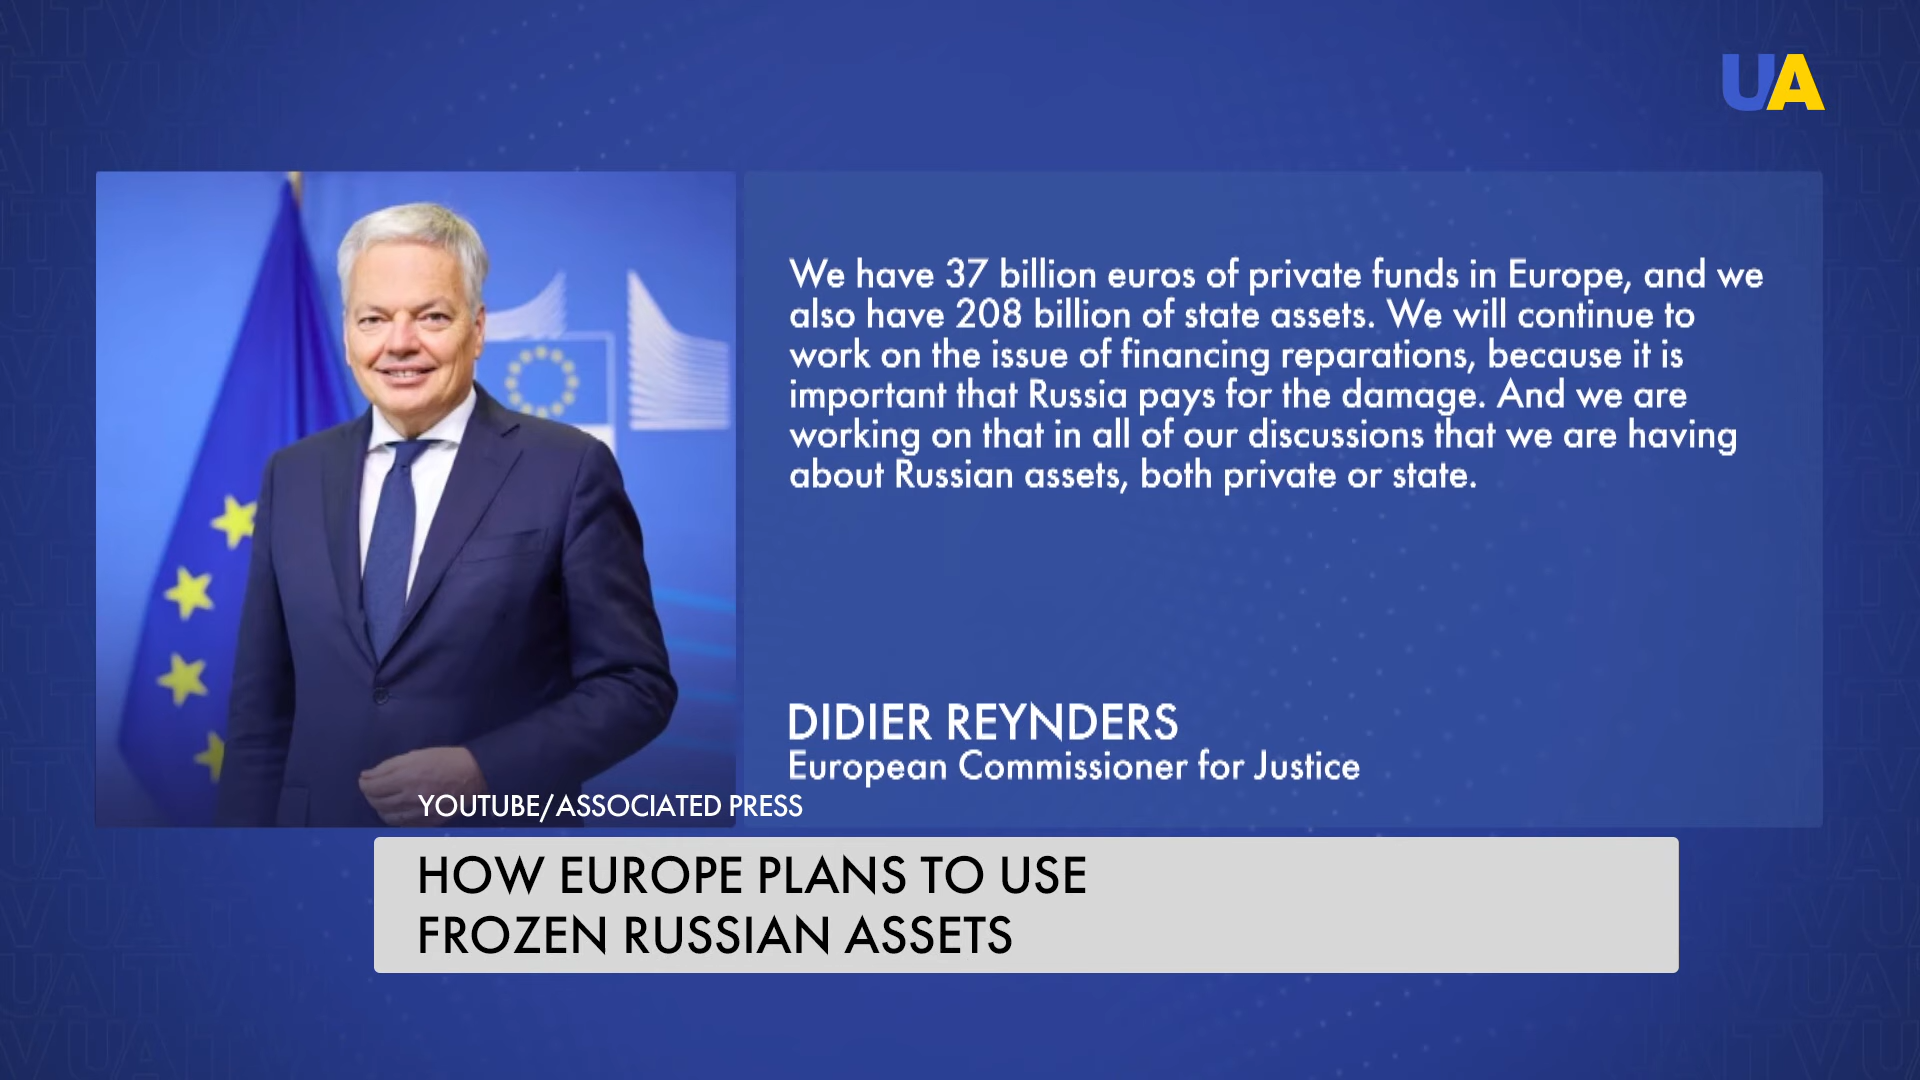 UA
We have 37 billion euros of private funds in Europe, and we
also have 208 billion of state assets. We will continue to
work on the issue of financing reparations, because it is
important that Russia pays for the damage. And we are
working on that in all of our discussions that we are having
about Russian assets, both private or state.
DIDIER REYNDERS
European Commissioner for Justice
YOUTUBE/ASSOCIATED PRESS
HOW EUROPE PLANS TO USE
FROZEN RUSSIAN ASSETS